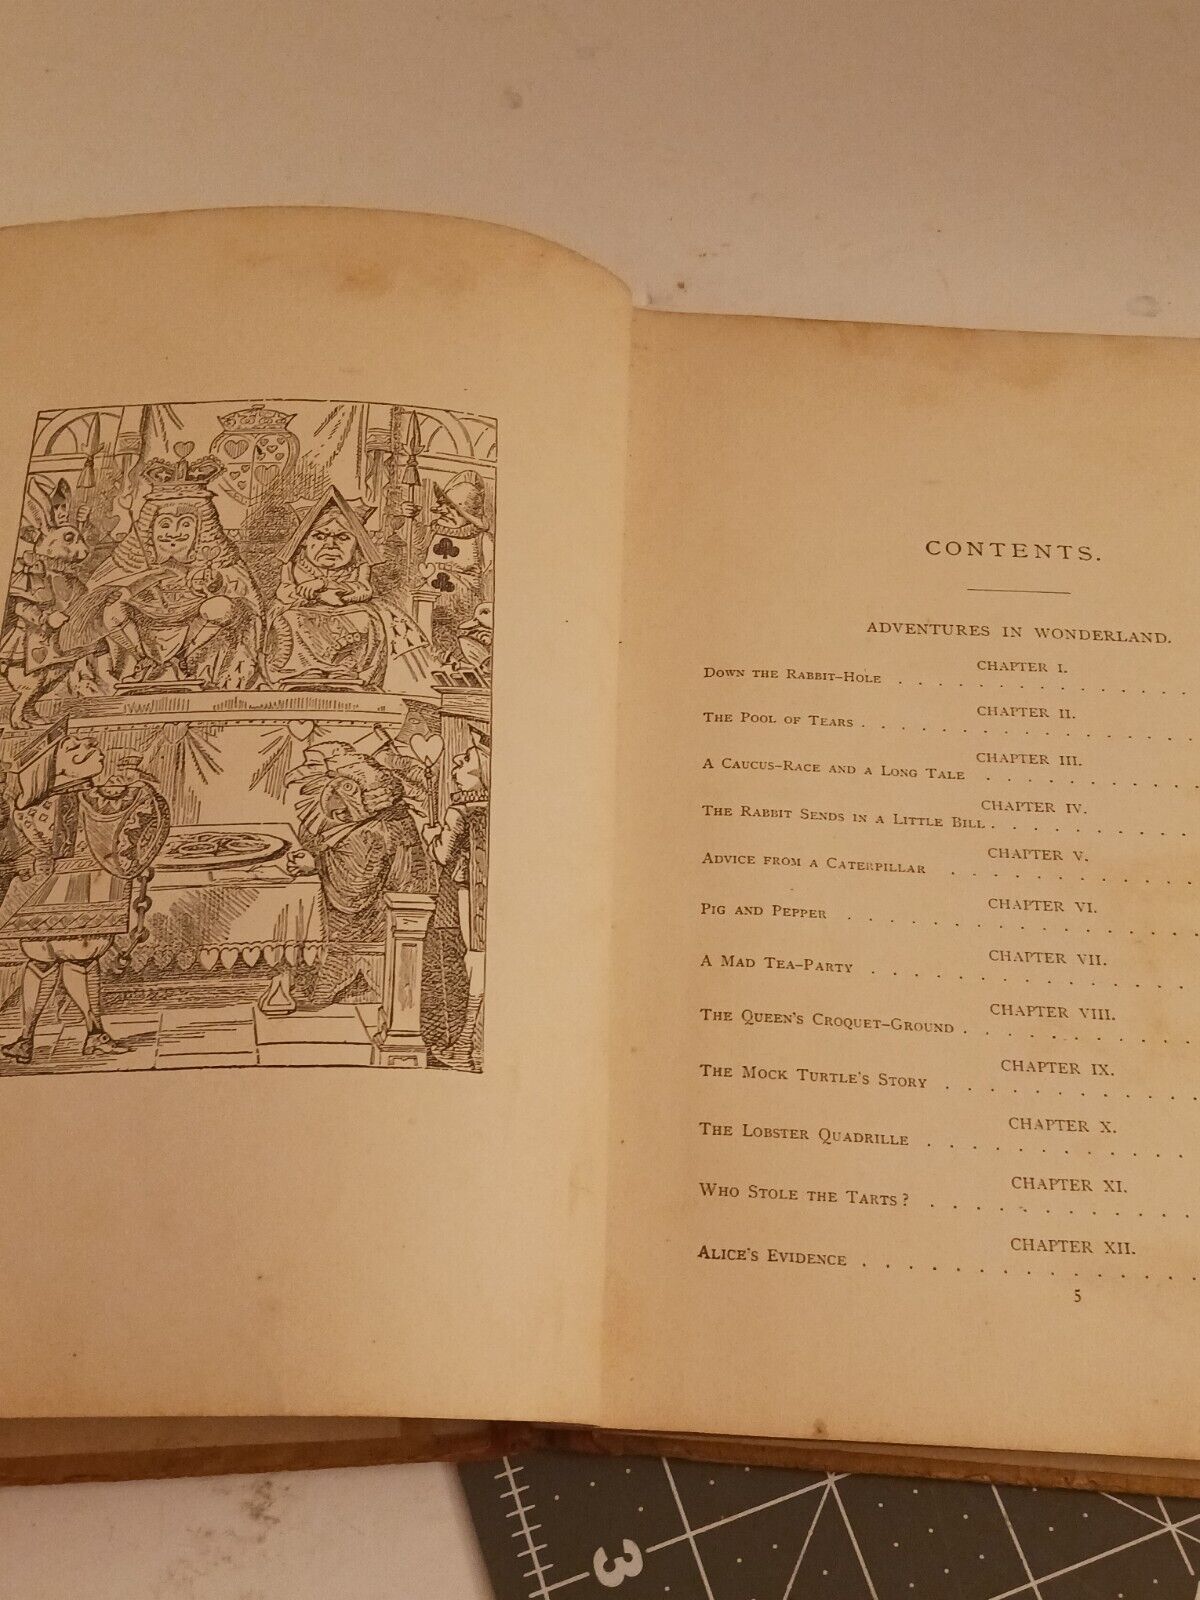 CONTENTS.
ADVENTURES IN WONDERLAND.
CHAPTER I.
DOWN THE RABBIT-HOLE . . . . . . . . . . . .
CHAPTER II.
THE POOL OF TEARS . . . . . . . . . . . . .
CHAPTER III.
A CAUCUS-RACE AND A LONG TALE . . . . . . . . .
CHAPTER IV.
THE RABBIT SENDS IN A LITTLE BILL . . . . . . . . .
CHAPTER V.
ADVICE FROM A CATERPILLAR . . . . . . . . . .
CHAPTER VI.
PIG AND PEPPER . . . . . . . . . . . . . .
CHAPTER VII.
A MAD TEA-PARTY . . . . . . . . . . . . .
CHAPTER VIII.
THE QUEEN'S CROQUET-GROUND . . . . . . . . . .
CHAPTER IX.
THE MOCK TURTLE'S STORY . . . . . . . . . . .
CHAPTER X.
THE LOBSTER QUADRILLE . . . . . . . . . . .
CHAPTER XI.
WHO STOLE THE TARTS? . . . . . . . . . . . .
CHAPTER XII.
ALICE'S EVIDENCE . . . . . . . . . . . . . .
5
3